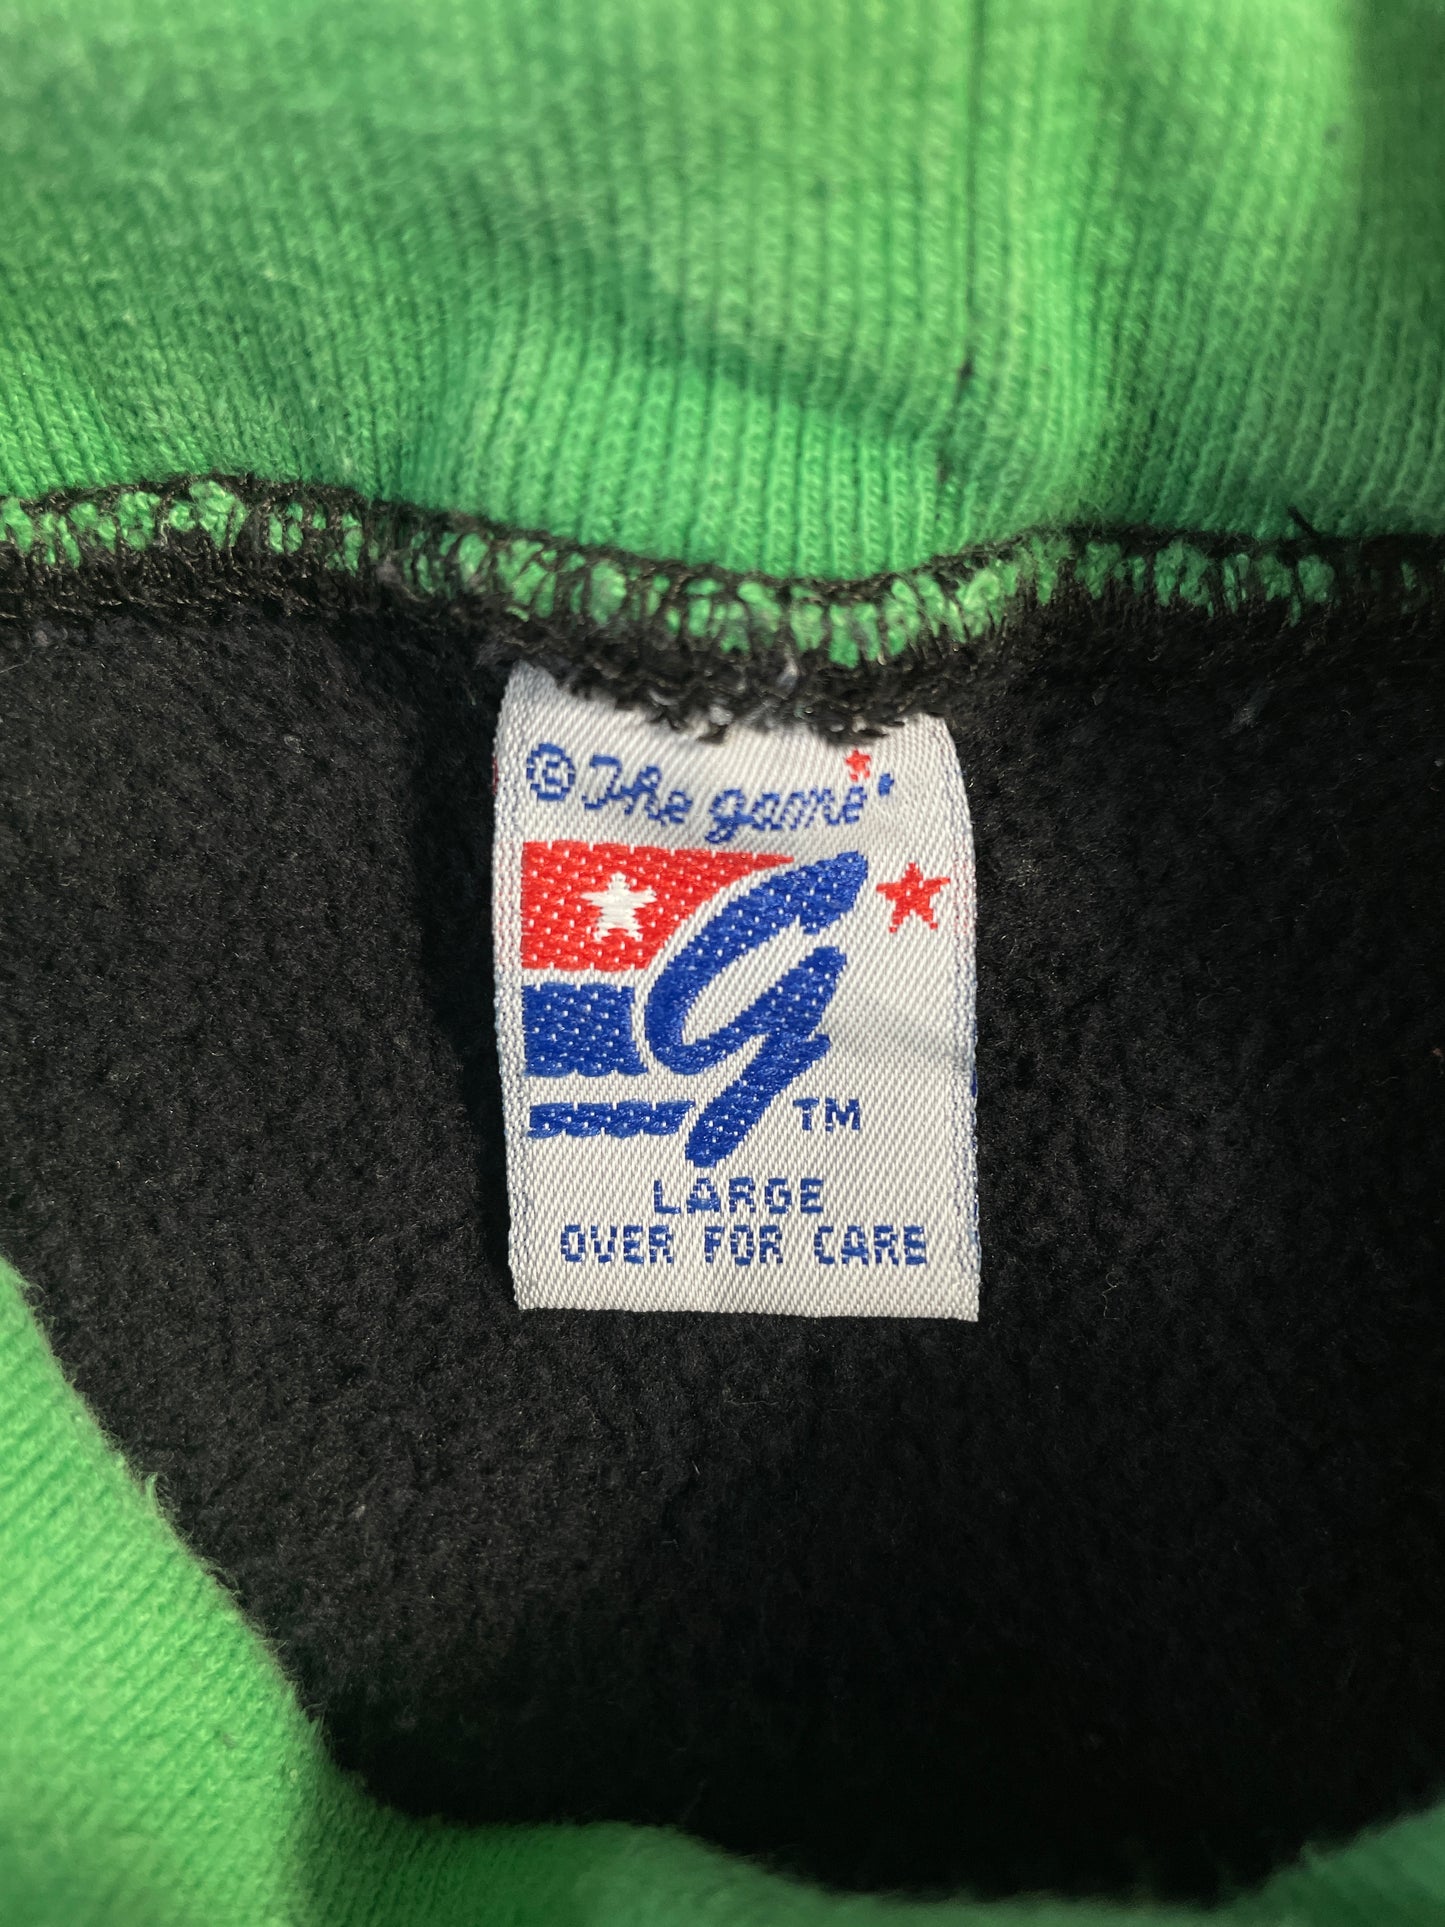 © The game'
G
TM
LARGE
OVER FOR CARE